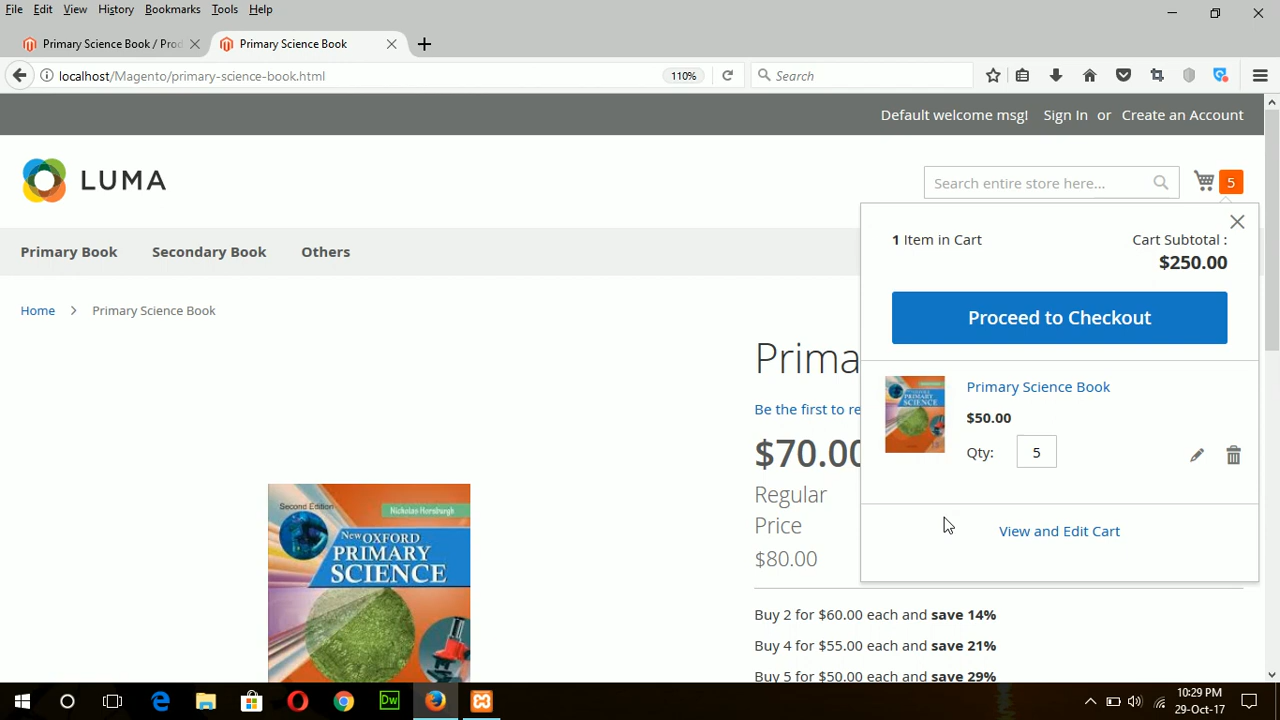 File Edit View History Bookmarks Tools Help
Primary Science Book / Prod
Primary Science Book
localhost/Magento/primary-science-book.html
110%
Search
Default welcome msg! Sign In or Create an Account
LUMA
Search entire store here...
5
Primary Book Secondary Book Others
1 Item in Cart
Cart Subtotal :
$250.00
Proceed to Checkout
Primary Science Book
$50.00
Qty: 5
View and Edit Cart
Home Primary Science Book
Prima
Be the first to re
$70.00
Regular
Price
$80.00
Second Edition
Nicholas Horsburgh
New OXFORD
PRIMARY
SCIENCE
Buy 2 for $60.00 each and save 14%
Buy 4 for $55.00 each and save 21%
Buy 5 for $50.00 each and save 29%
Dw
10:29 PM
29-Oct-17